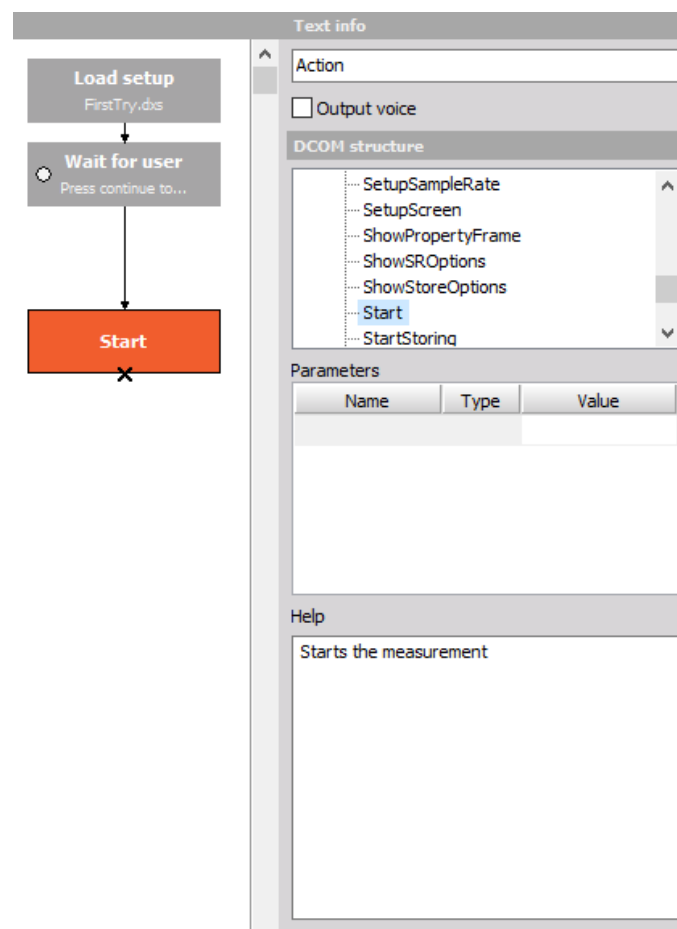 Text info
Load setup
FirstTry.dxs
Wait for user
Press continue to...
Start
Action
Output voice
DCOM structure
SetupSampleRate
SetupScreen
ShowPropertyFrame
ShowSROptions
ShowStoreOptions
Start
StartStoring
Parameters
Name Type Value
Help
Starts the measurement